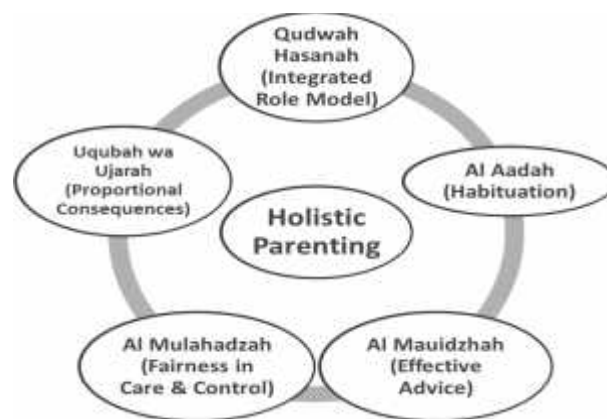 Qudwah
Hasanah
(Integrated
Role Model)
Uqubah wa
Ujarah
(Proportional
Consequences)
Al Aadah
(Habituation)
Holistic
Parenting
Al Mulahadzah
(Fairness in
Care & Control)
Al Mauidzhah
(Effective
Advice)